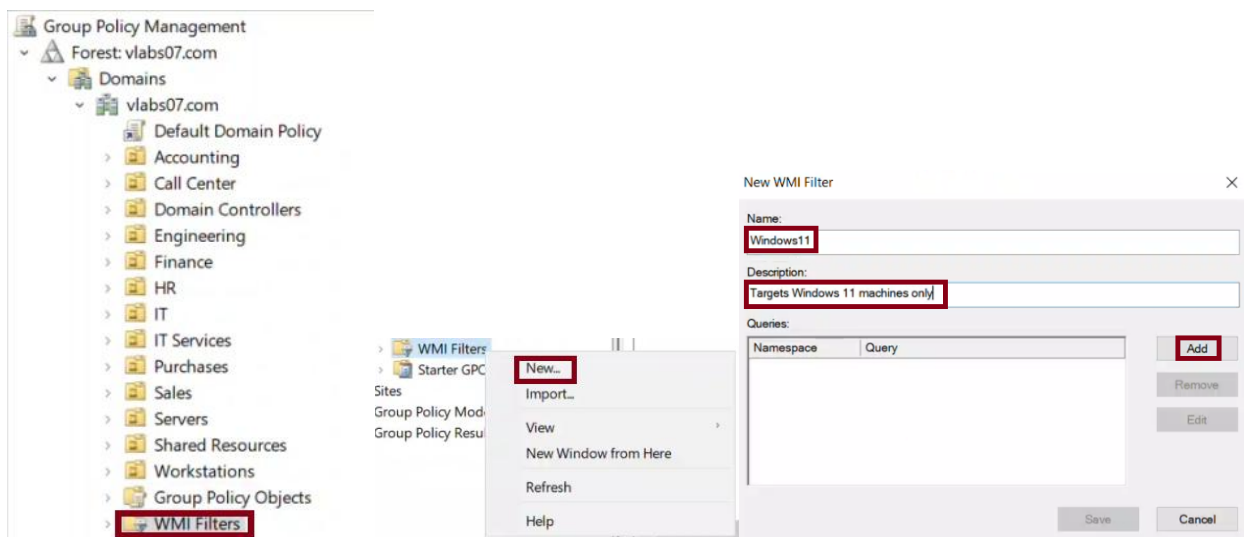 Group Policy Management
Forest: vlabs07.com
Domains
vlabs07.com
Default Domain Policy
Accounting
Call Center
Domain Controllers
Engineering
Finance
HR
IT
IT Services
Purchases
Sales
Servers
Shared Resources
Workstations
Group Policy Objects
WMI Filters
WMI Filters
Starter GPO
Sites
Group Policy Mode
Group Policy Resul
New...
Import...
View
New Window from Here
Refresh
Help
New WMI Filter
Name:
Windows11
Description:
Targets Windows 11 machines only
Queries:
Namespace Query
Add
Remove
Edit
Save Cancel